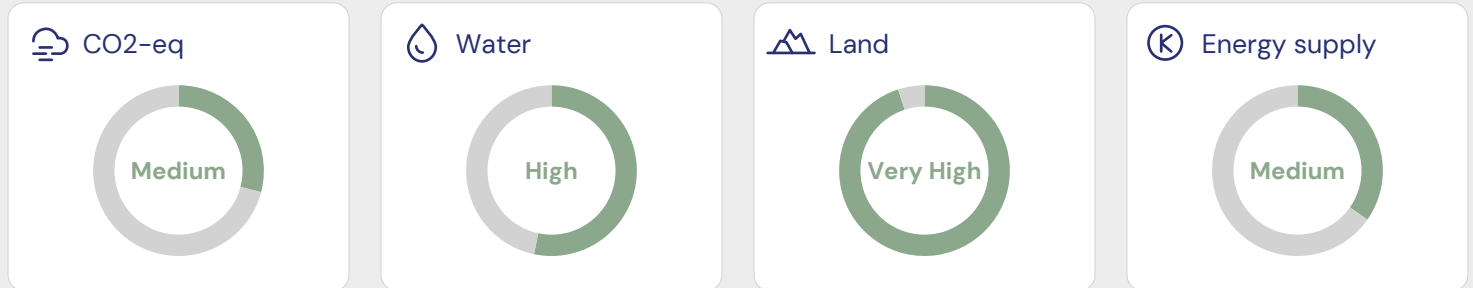 CO2-eq
Medium
Water
High
Land
Very High
Energy supply
Medium